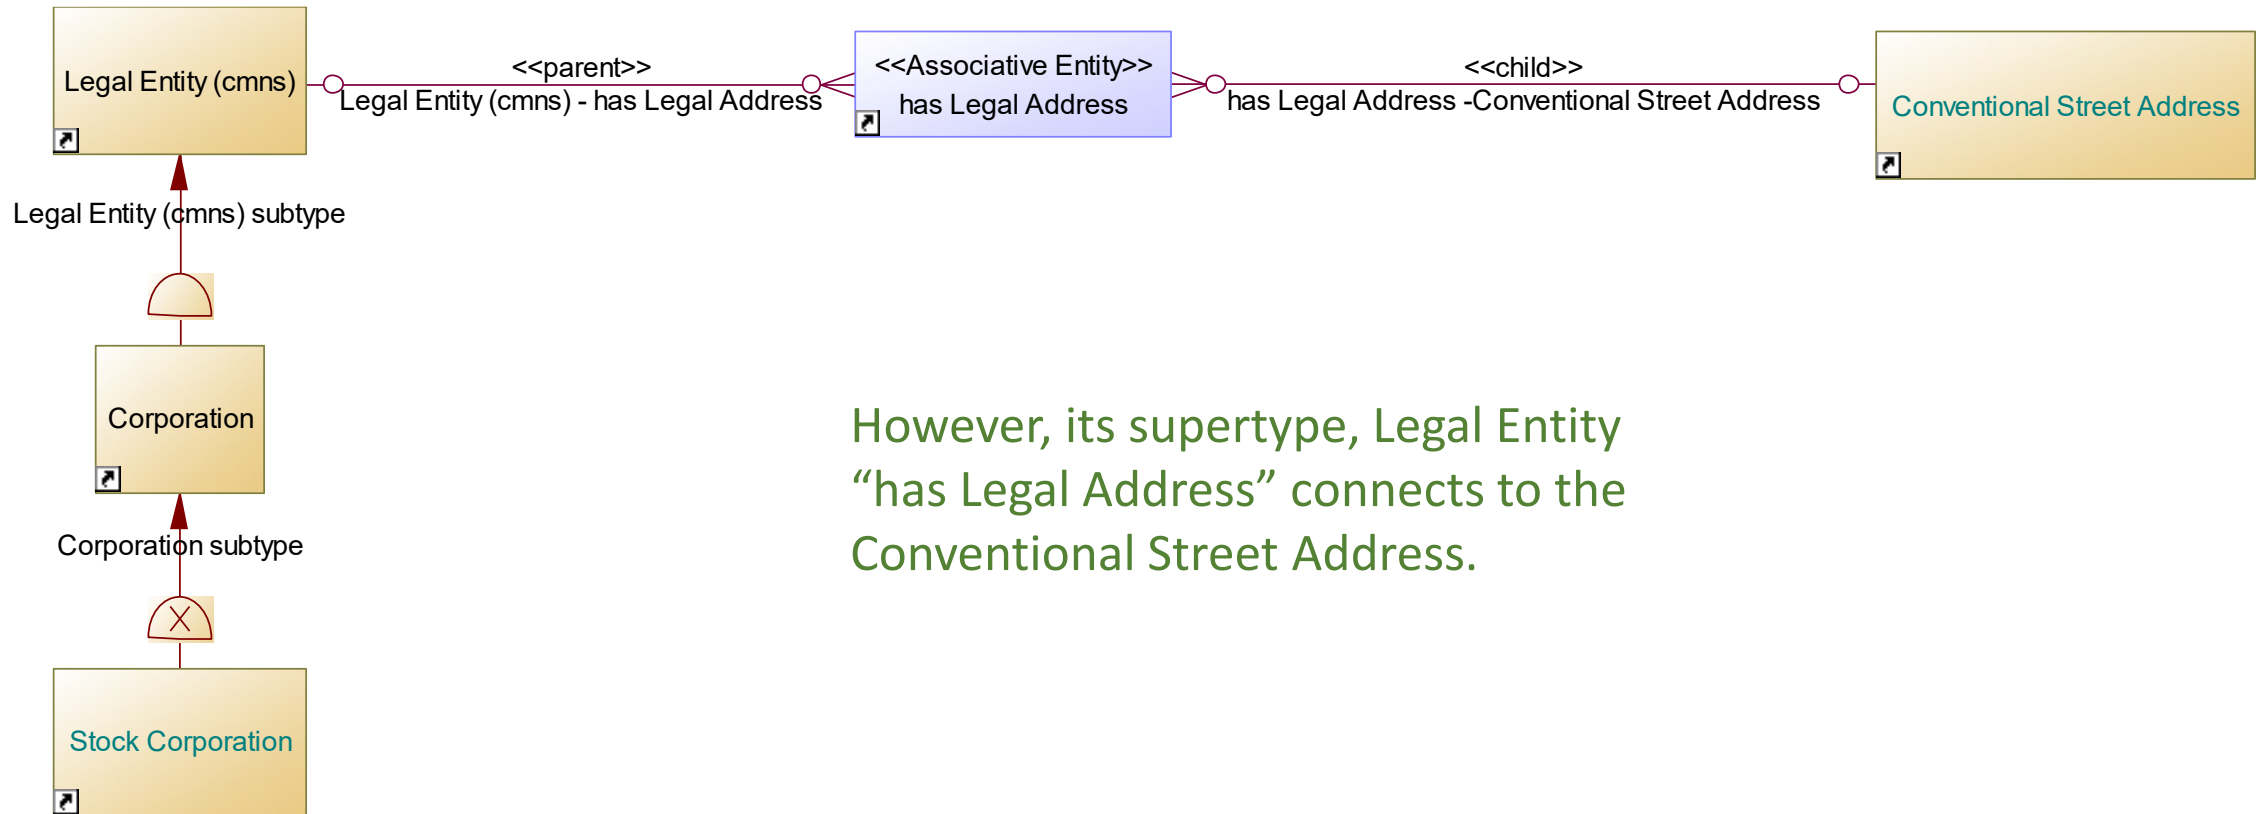 Legal Entity (cmns)
<<parent>>
Legal Entity (cmns) - has Legal Address
<<Associative Entity>>
has Legal Address
<<child>>
has Legal Address -Conventional Street Address
Conventional Street Address
Legal Entity (cmns) subtype
Corporation
Corporation subtype
Stock Corporation
However, its supertype, Legal Entity
“has Legal Address” connects to the
Conventional Street Address.